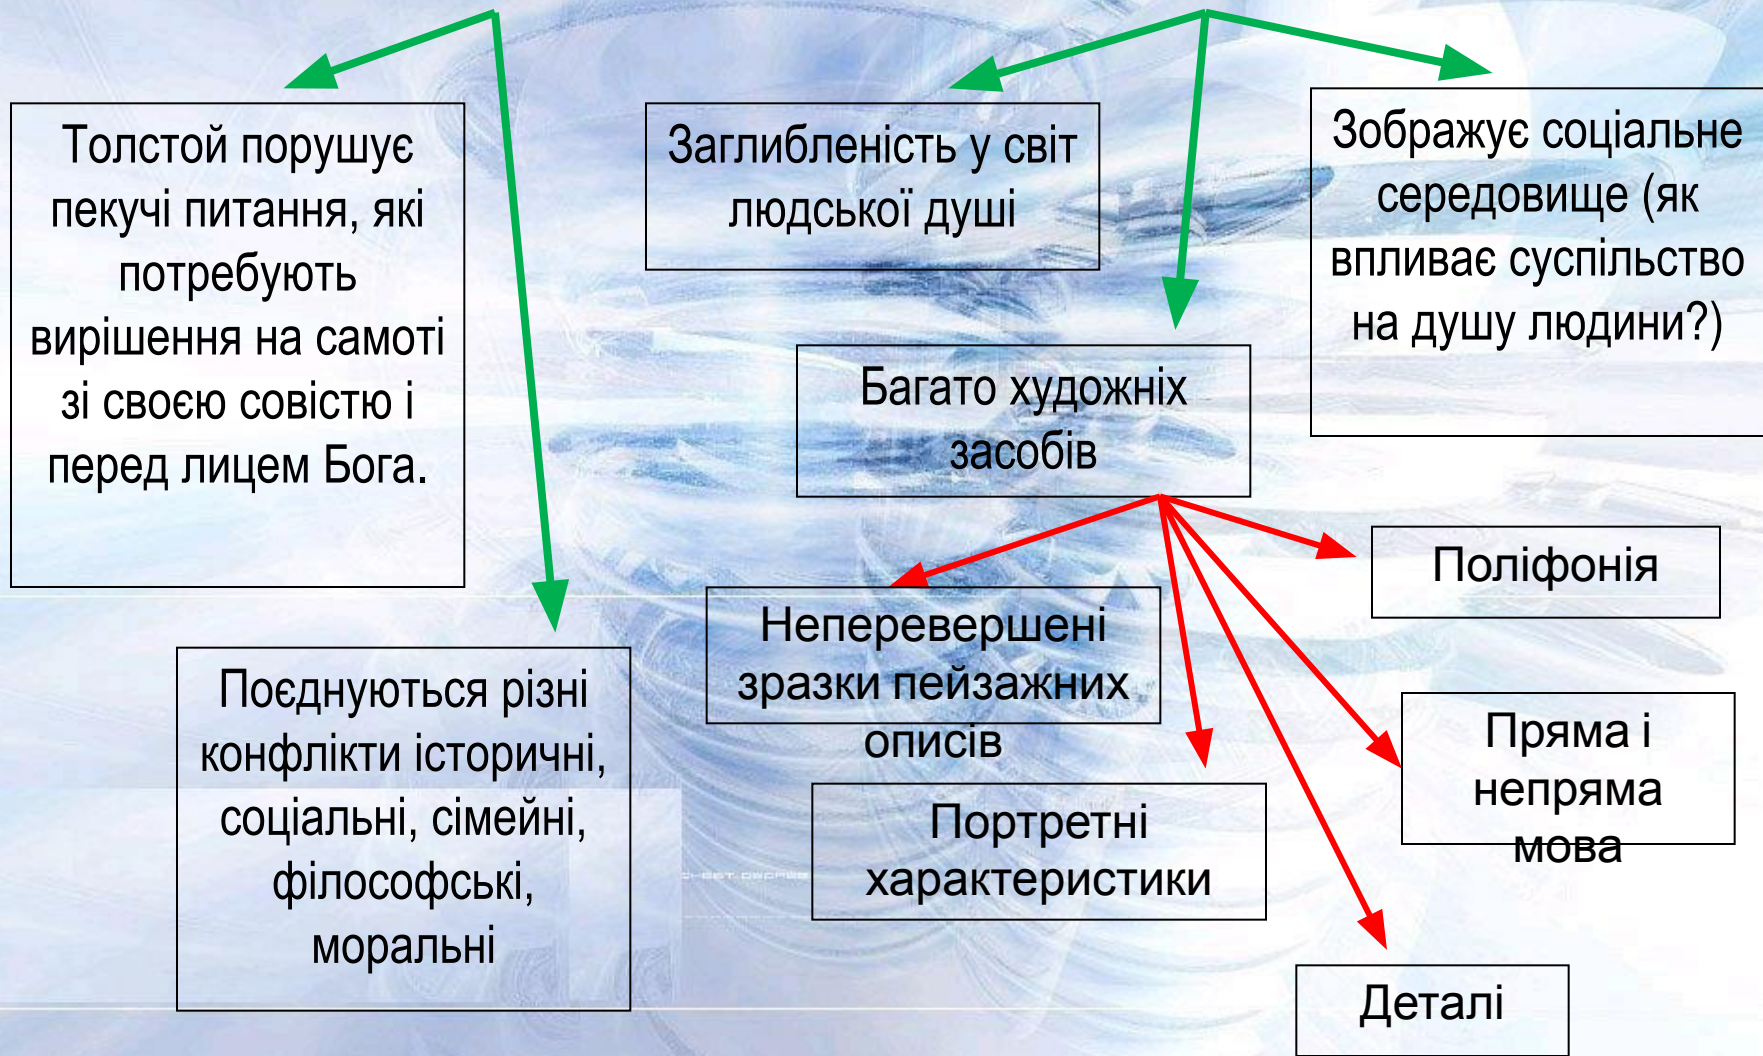 Толстой порушує
пекучі питання, які
потребують
вирішення на самоті
зі своєю совістю і
перед лицем Бога.
Заглибленість у світ
людської душі
Зображує соціальне
середовище (як
впливає суспільство
на душу людини?)
Багато художніх
засобів
Поліфонія
Неперевершені
зразки пейзажних
описів
Поєднуються різні
конфлікти історичні,
соціальні, сімейні,
філософські,
моральні
Пряма і
непряма
мова
Портретні
характеристики
Деталі